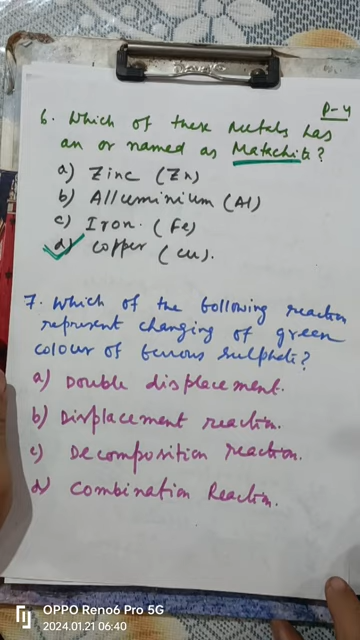 P-4
6. Which of these metals has
an or named as Matachite?
a) Zinc (Zn)
b) Alluminium (Al)
c) Iron. (Fe)
d) Copper (Cu).
7. Which of the following reaction
represent changing of green
colour of ferrous sulphate?
a) Double displacement.
b) Displacement reaction.
c) Decomposition reaction.
d) Combination Reaction.
OPPO Reno6 Pro 5G
2024.01.21 06:40